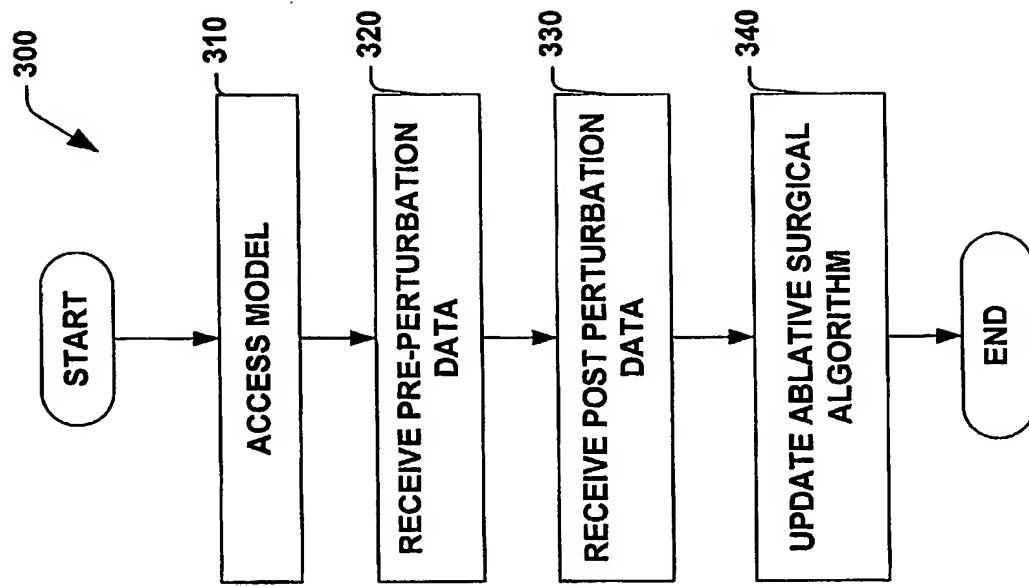 300
START
310
ACCESS MODEL
320
RECEIVE PRE-PERTURBATION
DATA
330
RECEIVE POST PERTURBATION
DATA
340
UPDATE ABLATIVE SURGICAL
ALGORITHM
END